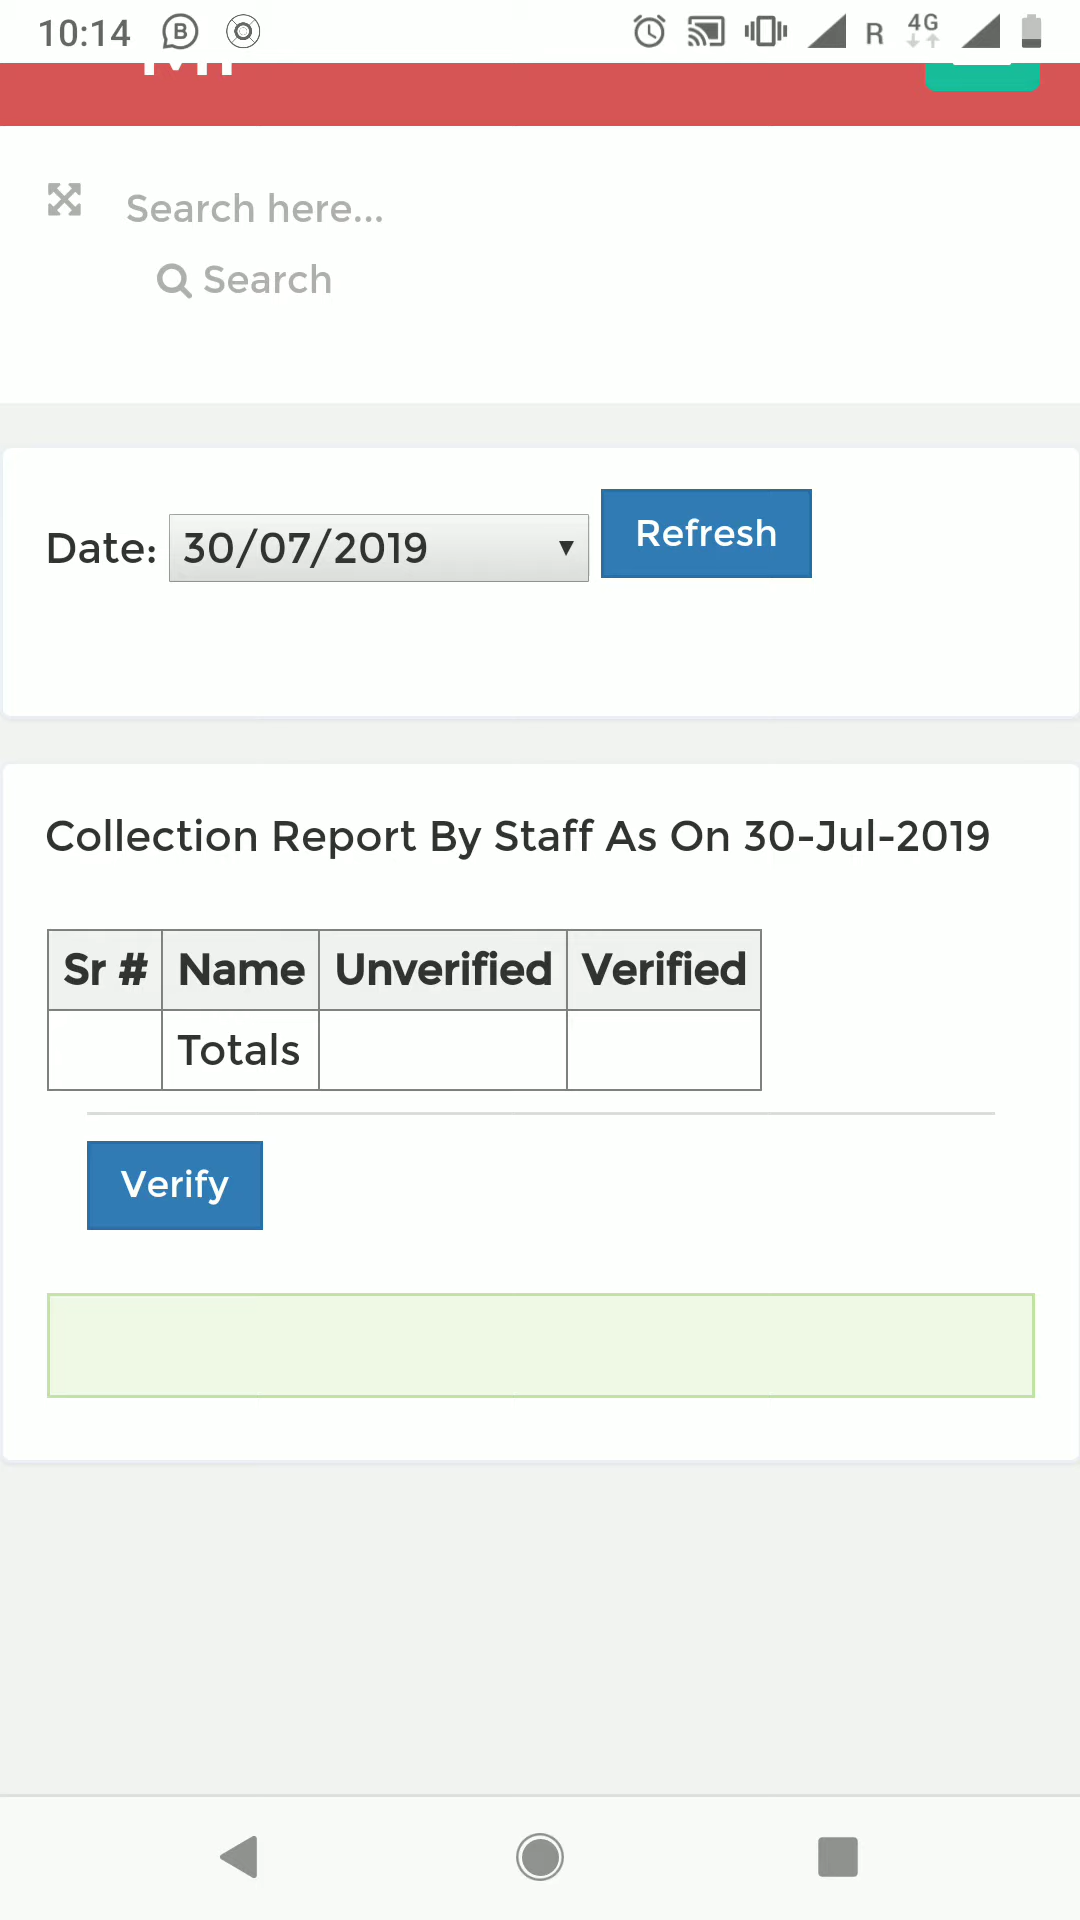 10:14 B R 4G
Search here...
Search
Date: 30/07/2019 Refresh
Collection Report By Staff As On 30-Jul-2019
Sr # Name Unverified Verified
Totals
Verify